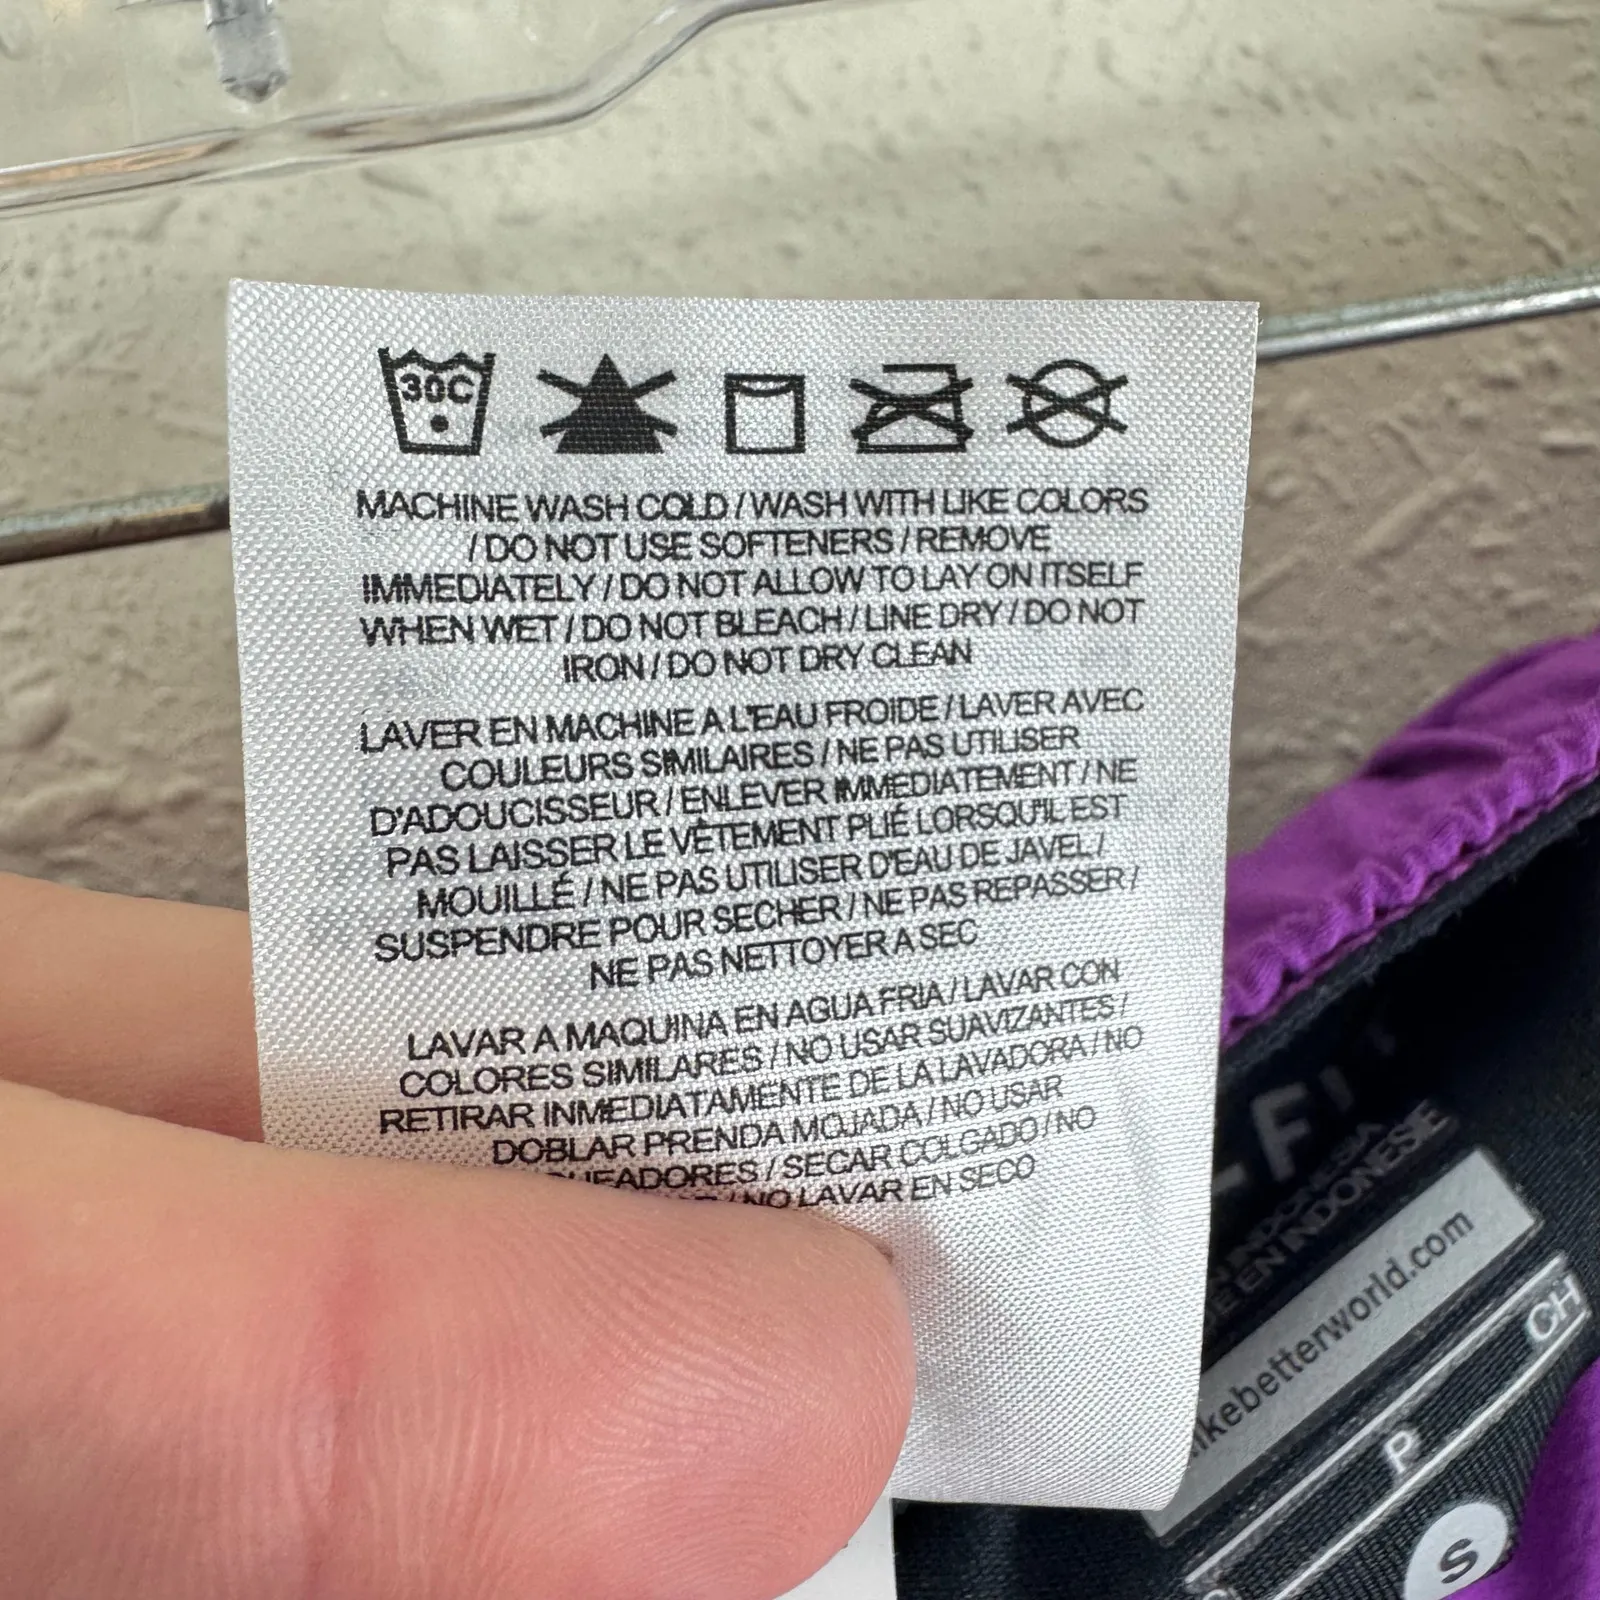 30C
MACHINE WASH COLD / WASH WITH LIKE COLORS
/ DO NOT USE SOFTENERS / REMOVE
IMMEDIATELY / DO NOT ALLOW TO LAY ON ITSELF
WHEN WET / DO NOT BLEACH / LINE DRY / DO NOT
IRON / DO NOT DRY CLEAN
LAVER EN MACHINE A L'EAU FROIDE / LAVER AVEC
COULEURS SIMILAIRES / NE PAS UTILISER
D'ADOUCISSEUR / ENLEVER IMMEDIATEMENT / NE
PAS LAISSER LE VÊTEMENT PLIÉ LORSQU'IL EST
MOUILLÉ / NE PAS UTILISER D'EAU DE JAVEL /
SUSPENDRE POUR SECHER / NE PAS REPASSER /
NE PAS NETTOYER A SEC
LAVAR A MAQUINA EN AGUA FRIA / LAVAR CON
COLORES SIMILARES / NO USAR SUAVIZANTES /
RETIRAR INMEDIATAMENTE DE LA LAVADORA / NO
DOBLAR PRENDA MOJADA / NO USAR
/ SECAR COLGADO / NO
/ NO LAVAR EN SECO
INDONESIA
EN INDONESIE
kebetterworld.com
CH
P
S